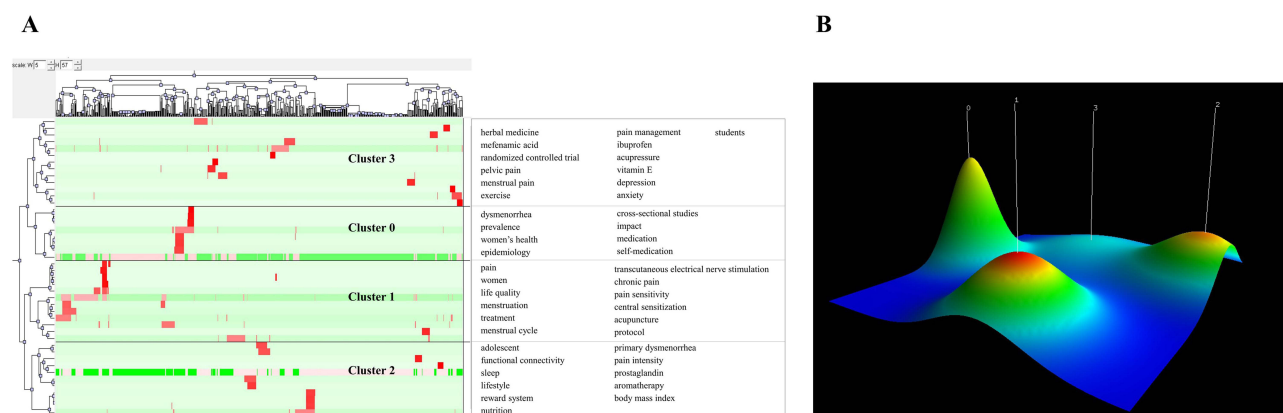 A
B
scale: W 5 H 57
Cluster 3
herbal medicine pain management students
mefenamic acid ibuprofen
randomized controlled trial acupressure
pelvic pain vitamin E
menstrual pain depression
exercise anxiety
Cluster 0
dysmenorrhea cross-sectional studies
prevalence impact
women's health medication
epidemiology self-medication
Cluster 1
pain transcutaneous electrical nerve stimulation
women chronic pain
life quality pain sensitivity
menstruation central sensitization
treatment acupuncture
menstrual cycle protocol
Cluster 2
adolescent primary dysmenorrhea
functional connectivity pain intensity
sleep prostaglandin
lifestyle aromatherapy
reward system body mass index
nutrition
0
1
3
2